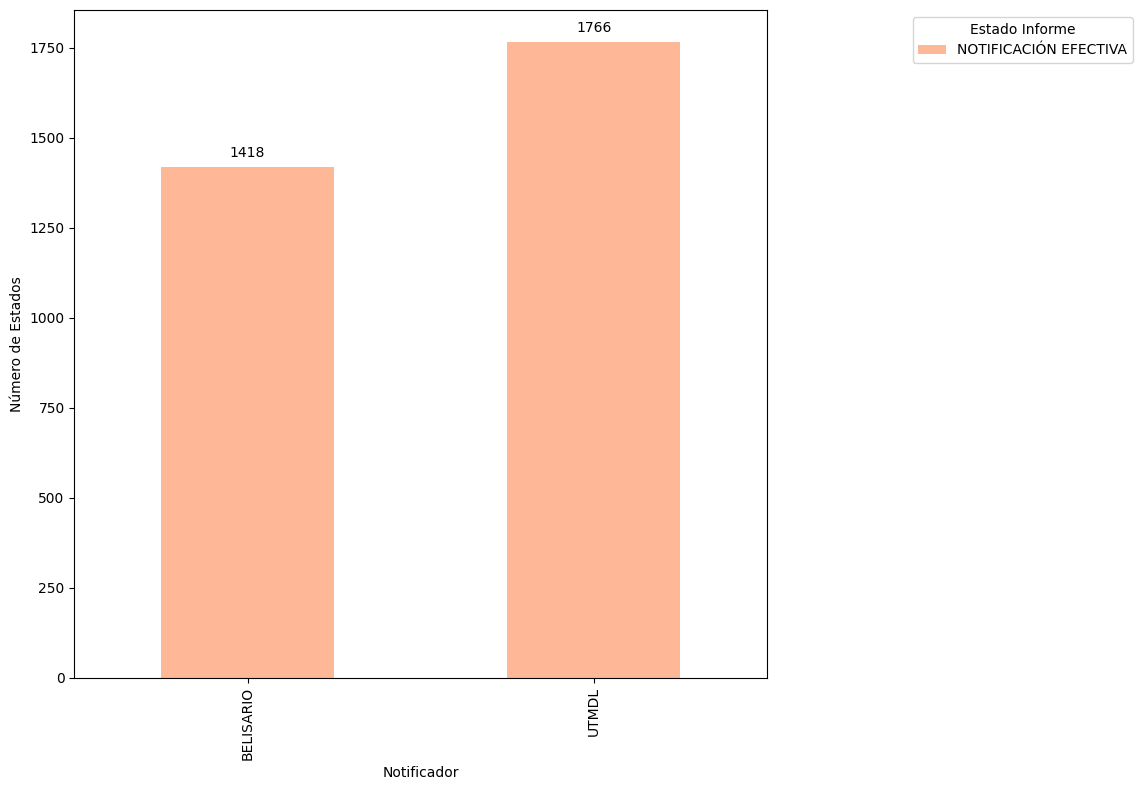 1766
1418
1750
1500
1250
1000
750
500
250
0
Número de Estados
BELISARIO
UTMDL
Notificador
Estado Informe
NOTIFICACIÓN EFECTIVA